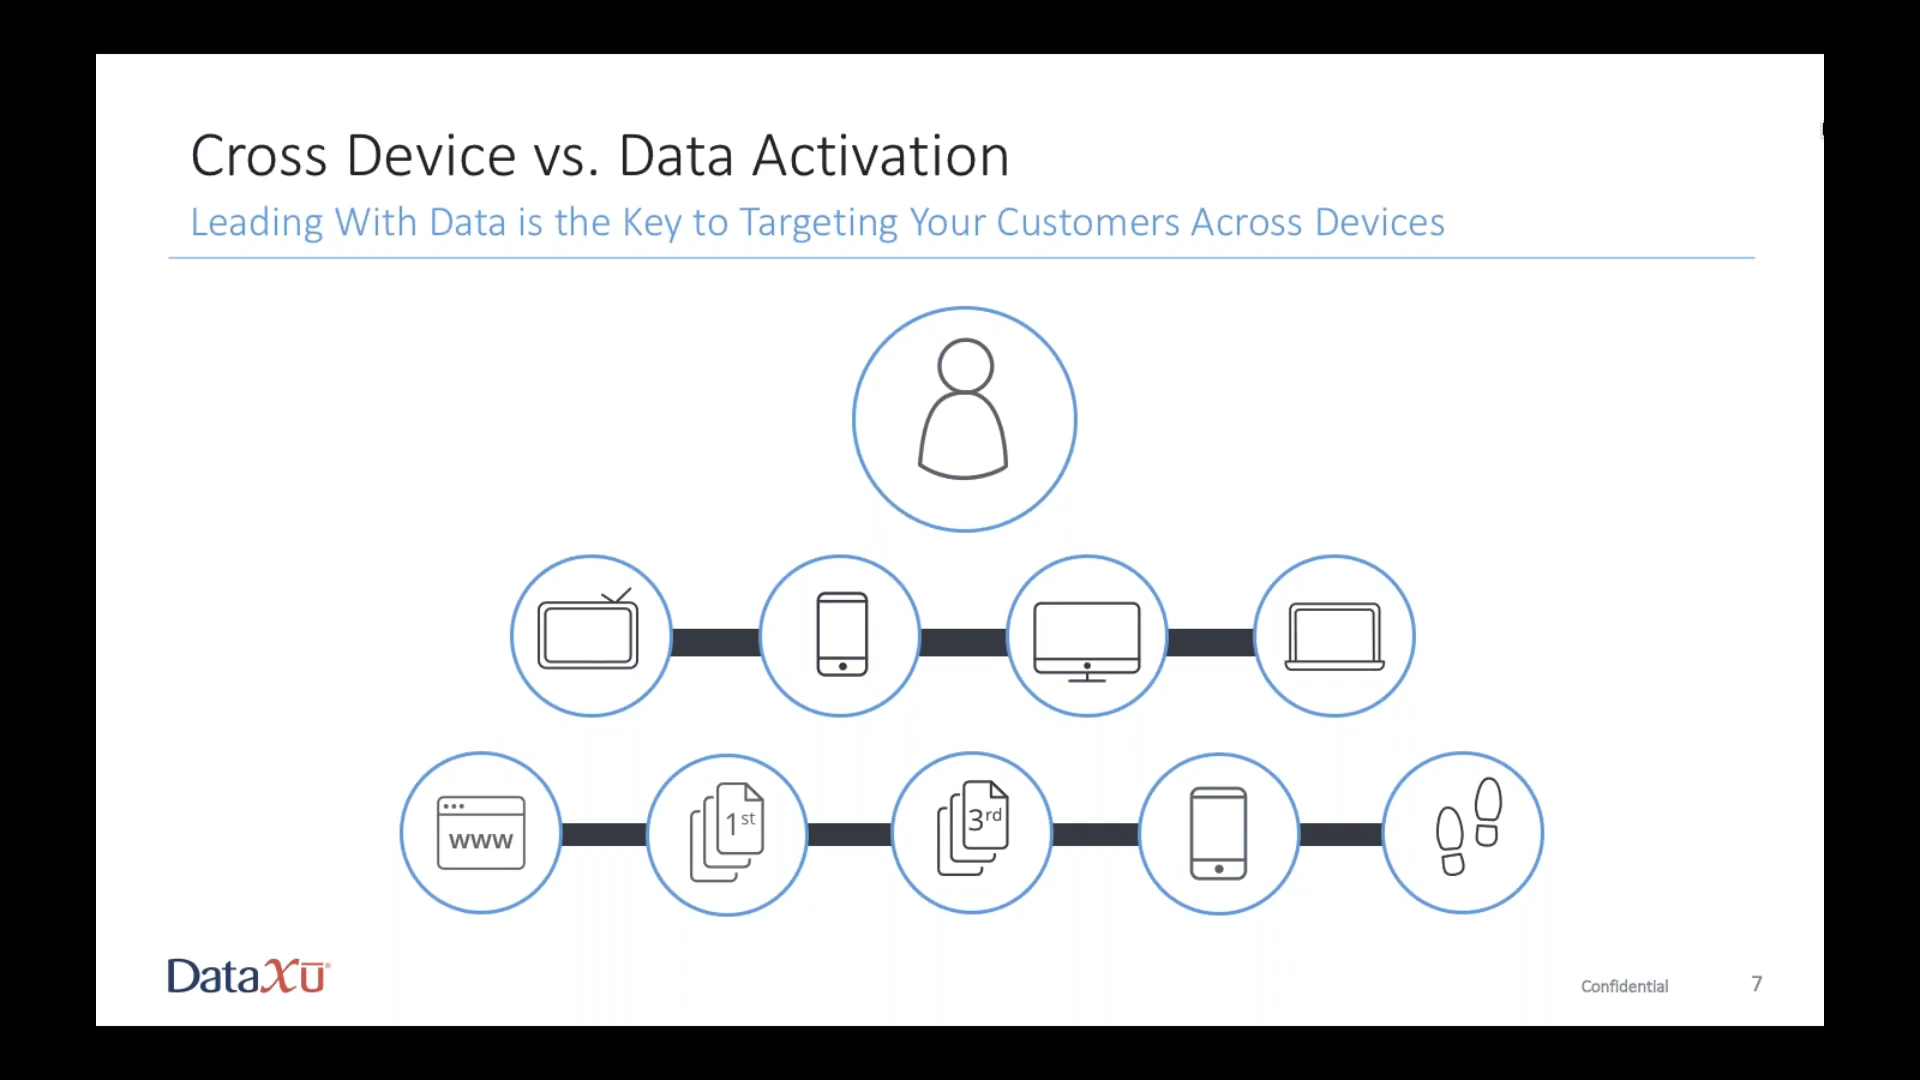 Cross Device vs. Data Activation
Leading With Data is the Key to Targeting Your Customers Across Devices
www
1st
3rd
DataXū
Confidential
7